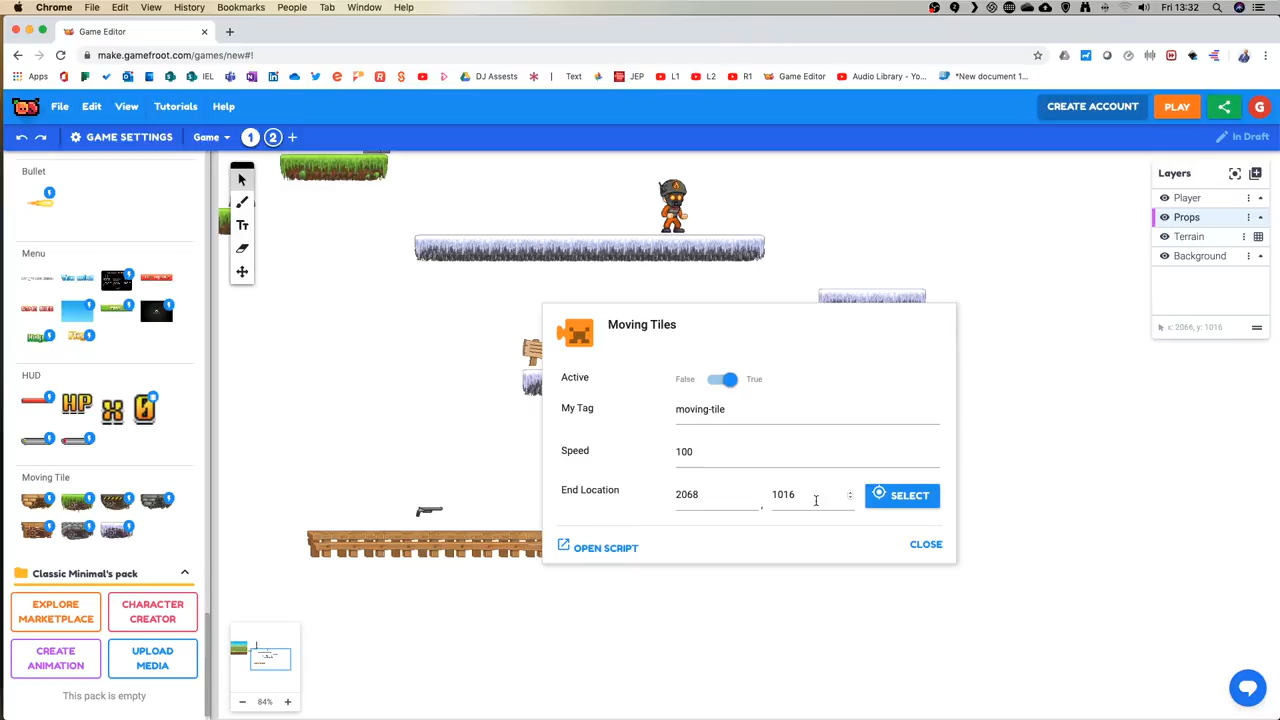 Chrome File Edit View History Bookmarks People Tab Window Help
Fri 13:32
Game Editor
make.gamefroot.com/games/new#!
Apps IEL DJ Assests Text JEP L1 L2 R1 Game Editor Audio Library - Yo... *New document 1...
File Edit View Tutorials Help
CREATE ACCOUNT PLAY G
GAME SETTINGS Game 1 2 In Draft
Bullet
Menu
HUD
HP x 0
Moving Tile
Classic Minimal's pack
EXPLORE MARKETPLACE
CHARACTER CREATOR
CREATE ANIMATION
UPLOAD MEDIA
This pack is empty
Tt
84%
Moving Tiles
Active False True
My Tag moving-tile
Speed 100
End Location 2068 , 1016 SELECT
OPEN SCRIPT CLOSE
Layers
Player
Props
Terrain
Background
x: 2066, y: 1016